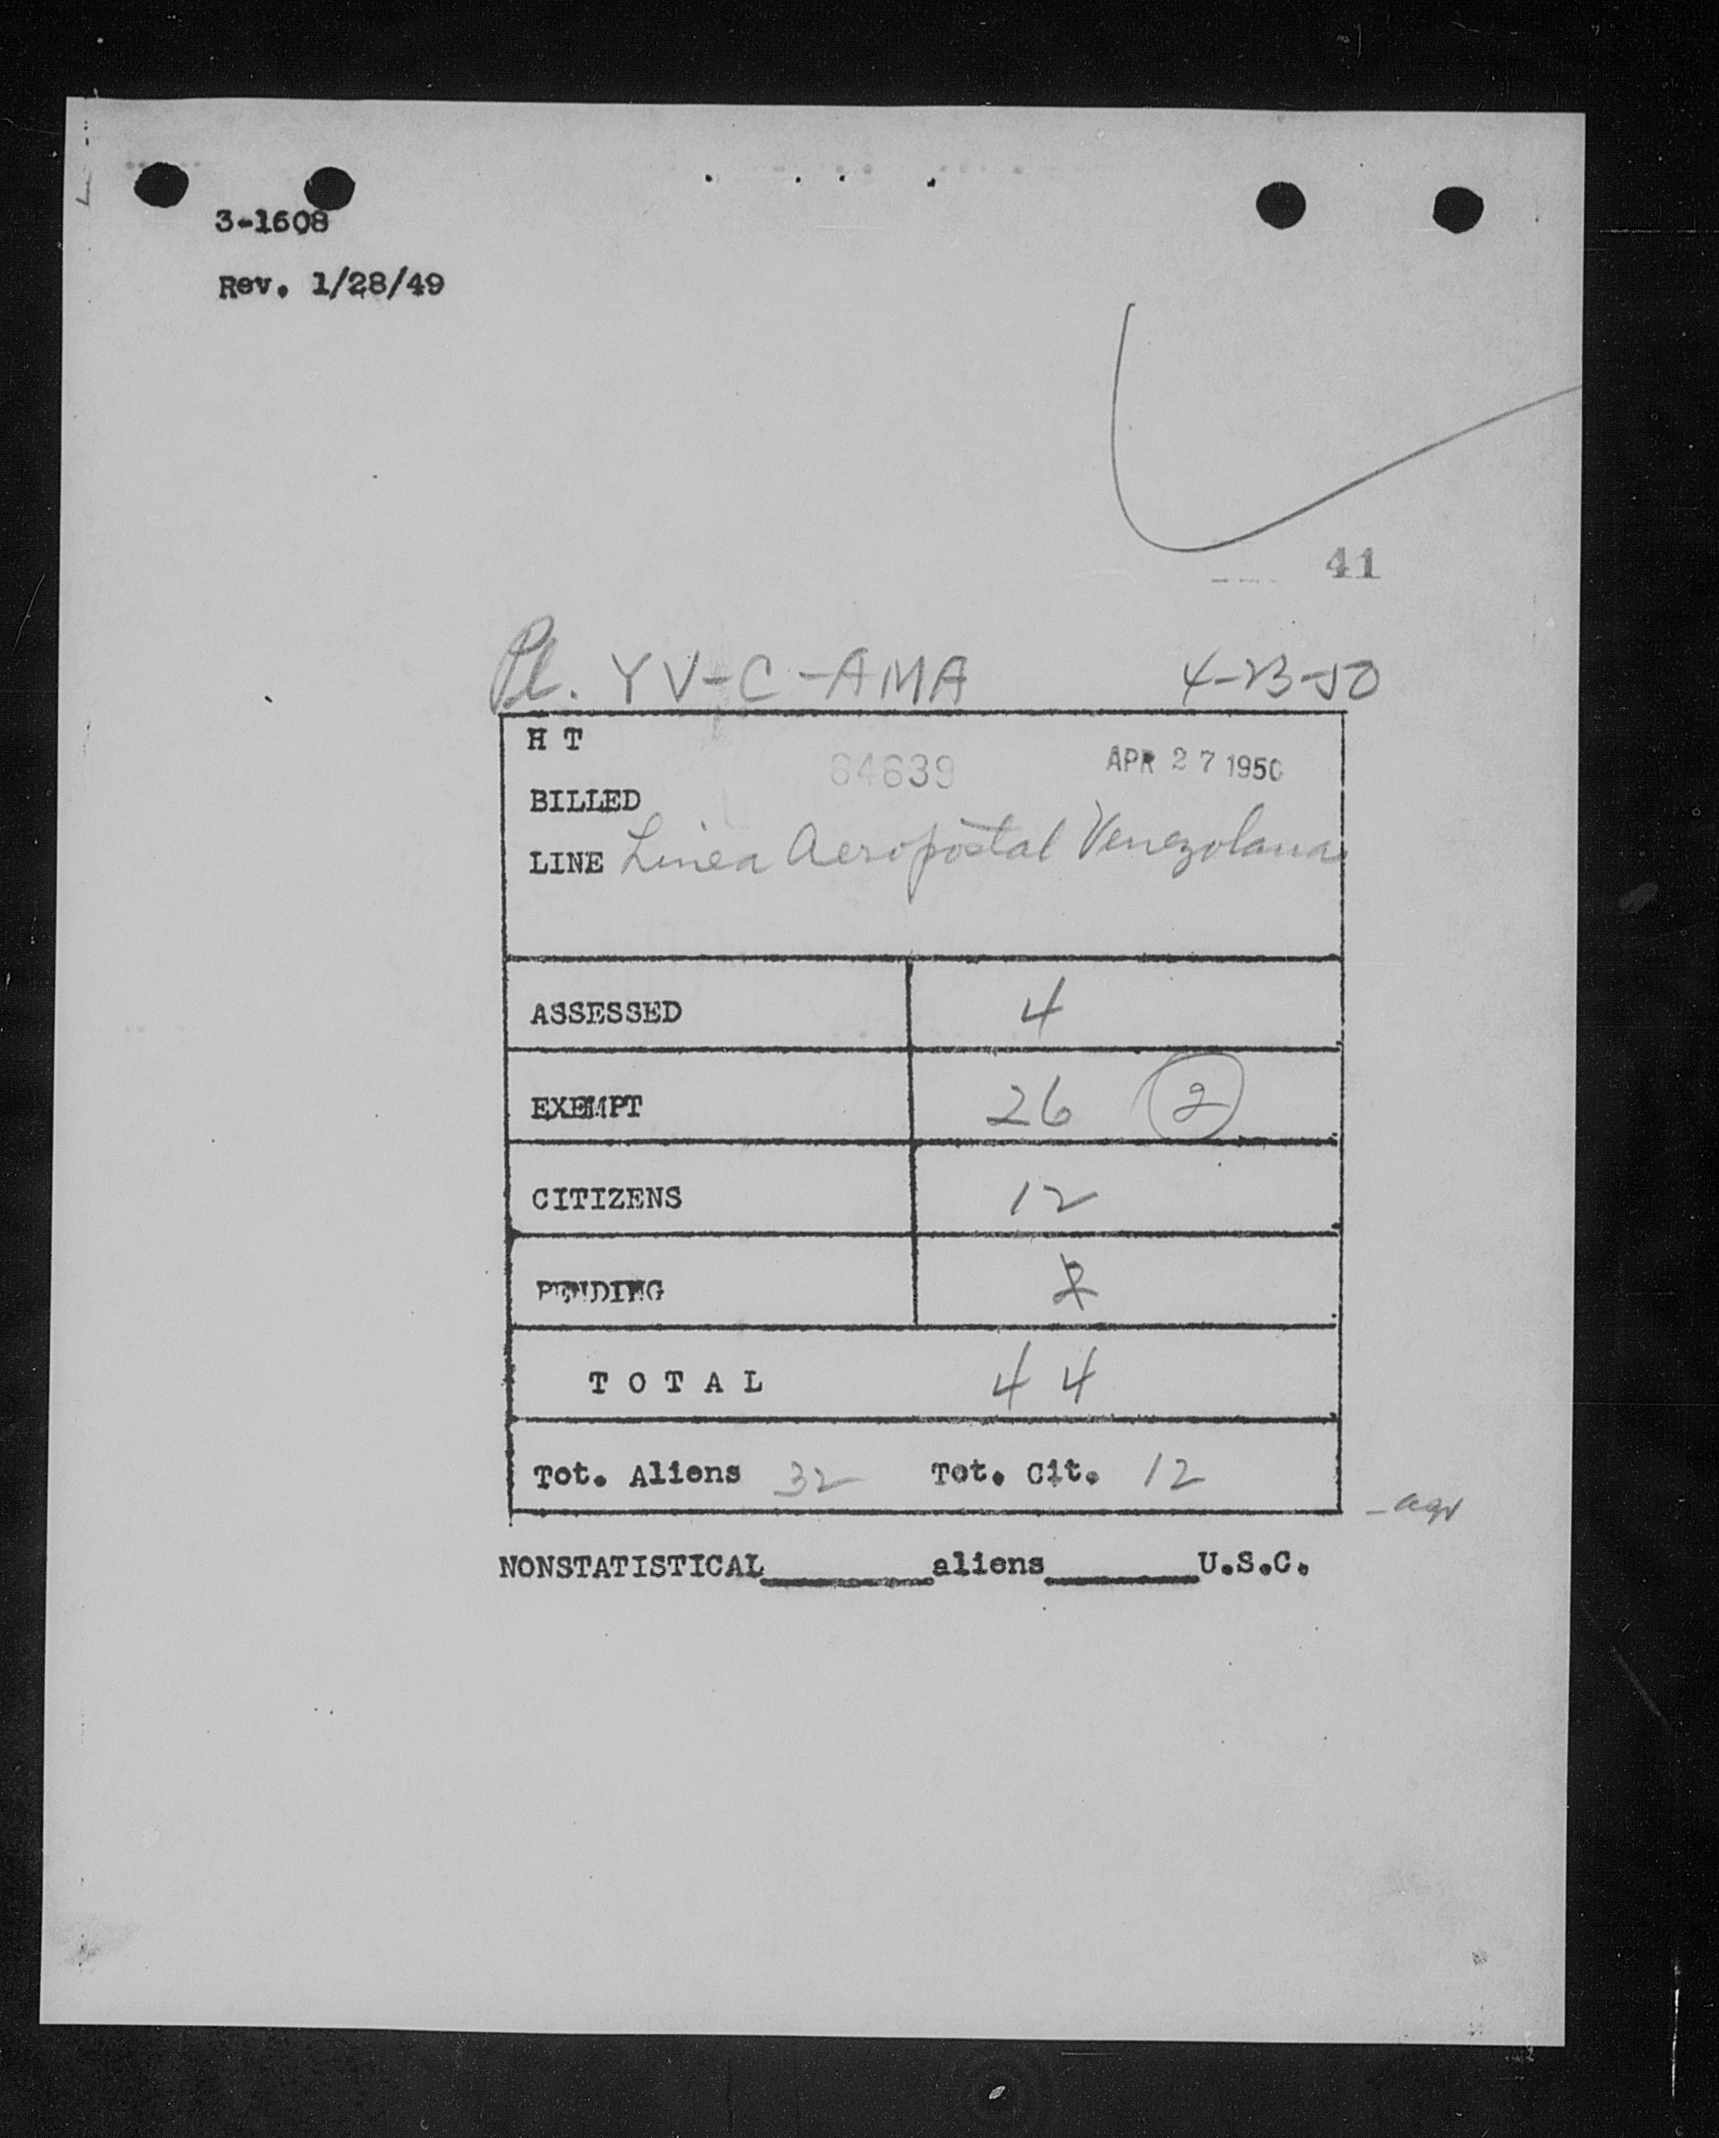 3-1608
Rev. 1/28/49
41
Pl. YV-C-AMA 4-23-50
H T
64639 APR 27 1950
BILLED
LINE Linea Aeropostal Venezolana
ASSESSED 4
EXEMPT 26 2
CITIZENS 12
PENDING 2
T O T A L 44
Tot. Aliens 32 Tot. Cit. 12
NONSTATISTICAL________aliens________U.S.C.